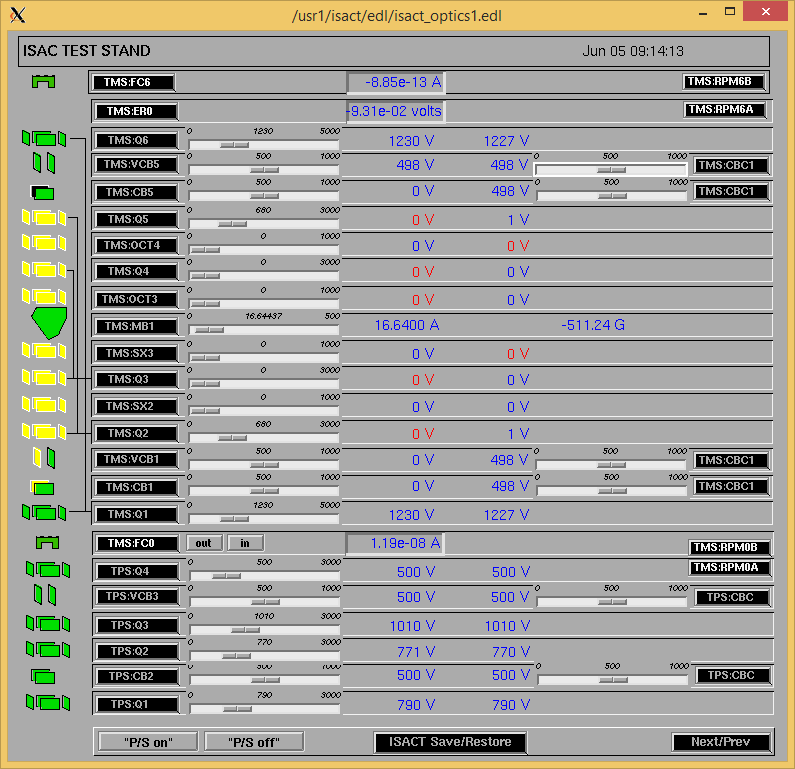 /usr1/isact/edl/isact_optics1.edl
ISAC TEST STAND Jun 05 09:14:13
TMS:FC6 -8.85e-13 A TMS:RPM6B
TMS:ER0 -9.31e-02 volts TMS:RPM6A
TMS:Q6 0 1230 5000 1230 V 1227 V
TMS:VCB5 0 500 1000 498 V 498 V 0 500 1000 TMS:CBC1
TMS:CB5 0 500 1000 0 V 498 V 0 500 1000 TMS:CBC1
TMS:Q5 0 680 3000 0 V 1 V
TMS:OCT4 0 0 1000 0 V 0 V
TMS:Q4 0 0 3000 0 V 0 V
TMS:OCT3 0 0 1000 0 V 0 V
TMS:MB1 0 16.64437 500 16.6400 A -511.24 G
TMS:SX3 0 0 1000 0 V 0 V
TMS:Q3 0 0 3000 0 V 0 V
TMS:SX2 0 0 1000 0 V 0 V
TMS:Q2 0 680 3000 0 V 1 V
TMS:VCB1 0 500 1000 0 V 498 V 0 500 1000 TMS:CBC1
TMS:CB1 0 500 1000 0 V 498 V 0 500 1000 TMS:CBC1
TMS:Q1 0 1230 5000 1230 V 1227 V
TMS:FC0 out in 1.19e-08 A TMS:RPM0B
TPS:Q4 0 500 3000 500 V 500 V TMS:RPM0A
TPS:VCB3 0 500 1000 500 V 500 V 0 500 1000 TPS:CBC
TPS:Q3 0 1010 3000 1010 V 1010 V
TPS:Q2 0 770 3000 771 V 770 V
TPS:CB2 0 500 1000 500 V 500 V 0 500 1000 TPS:CBC
TPS:Q1 0 790 3000 790 V 790 V
"P/S on" "P/S off" ISACT Save/Restore Next/Prev